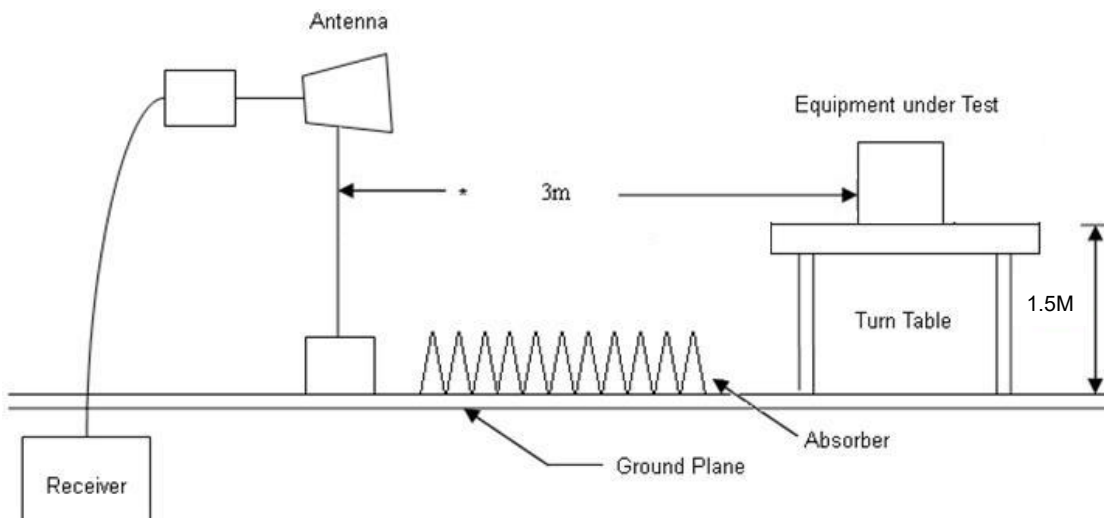 Antenna
Equipment under Test
* 3m
1.5M
Turn Table
Absorber
Ground Plane
Receiver